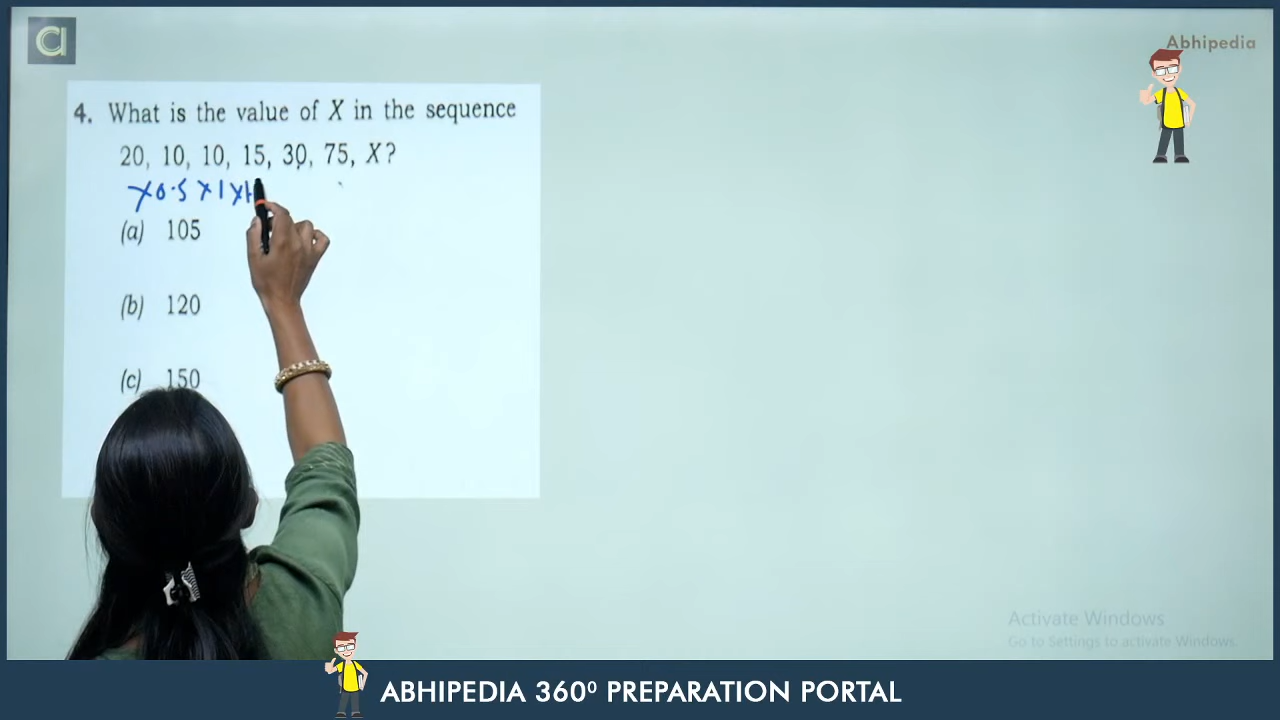 Abhipedia
4. What is the value of X in the sequence
20, 10, 10, 15, 30, 75, X?
×0.5 ×1 ×1
(a) 105
(b) 120
(c) 150
Activate Windows
Go to Settings to activate Windows.
ABHIPEDIA 360⁰ PREPARATION PORTAL